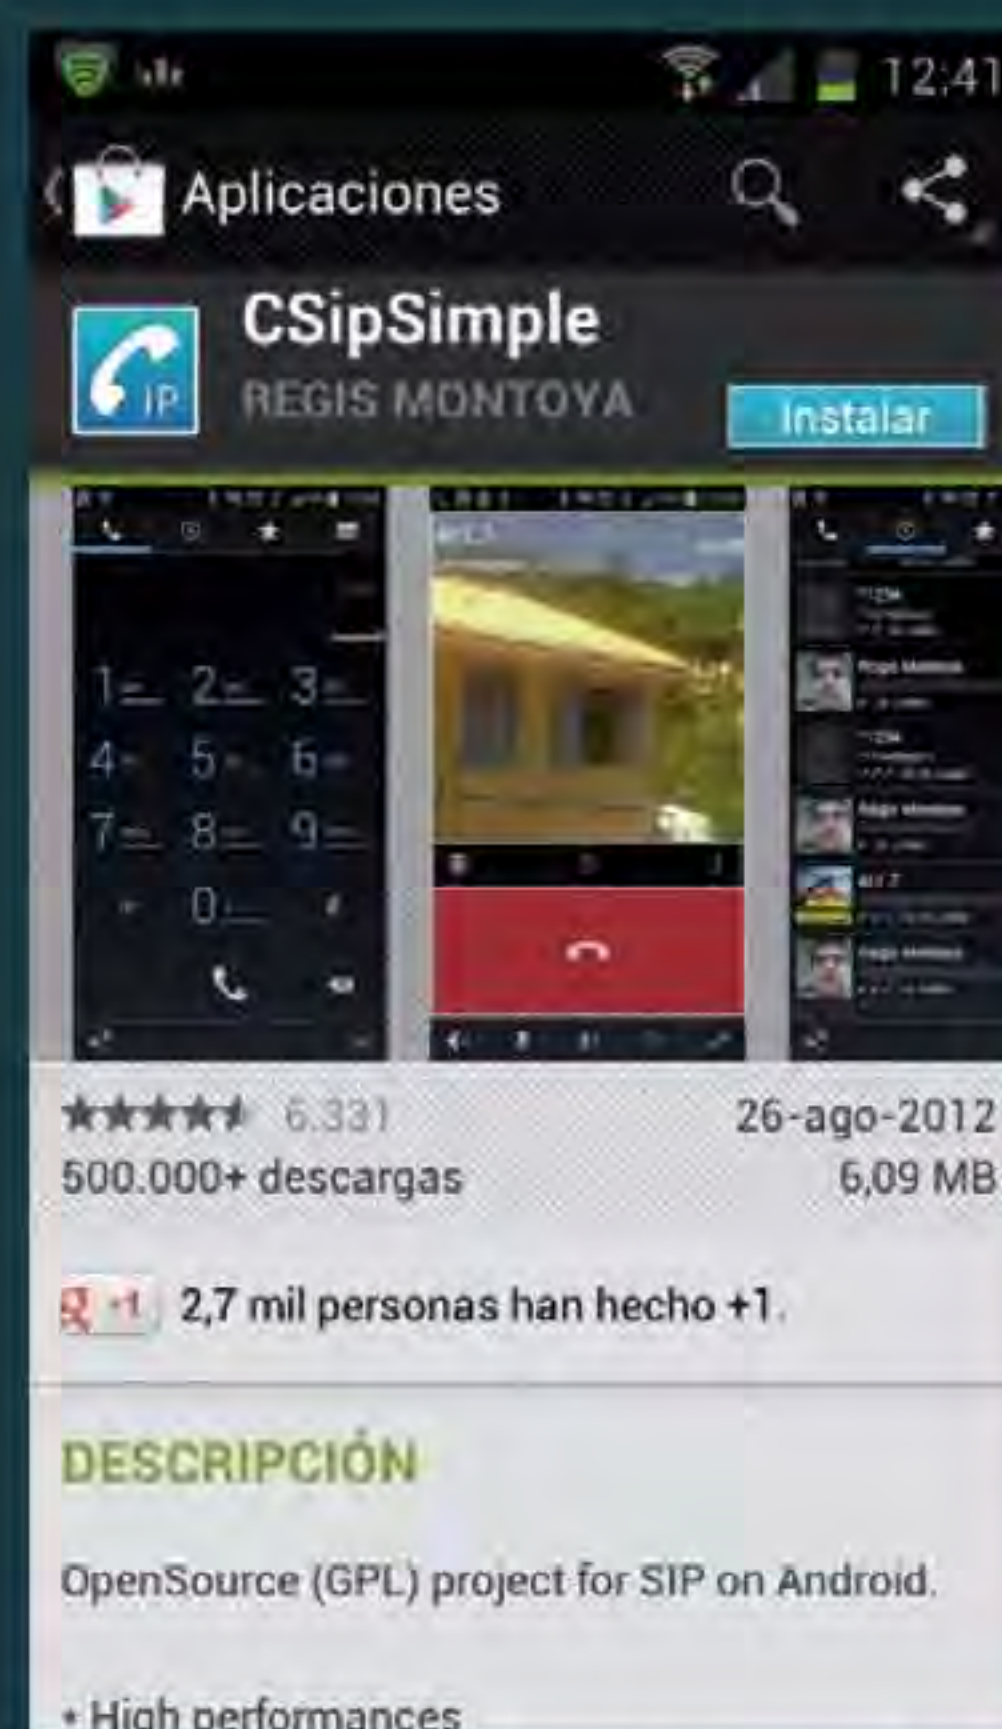 12:41
Aplicaciones
CSipSimple
IP
REGIS MONTOYA
Instalar
1 2 3
4 5 6
7 8 9
0
6.331
26-ago-2012
500.000+ descargas
6,09 MB
+1
2,7 mil personas han hecho +1.
DESCRIPCIÓN
OpenSource (GPL) project for SIP on Android.
• High performances